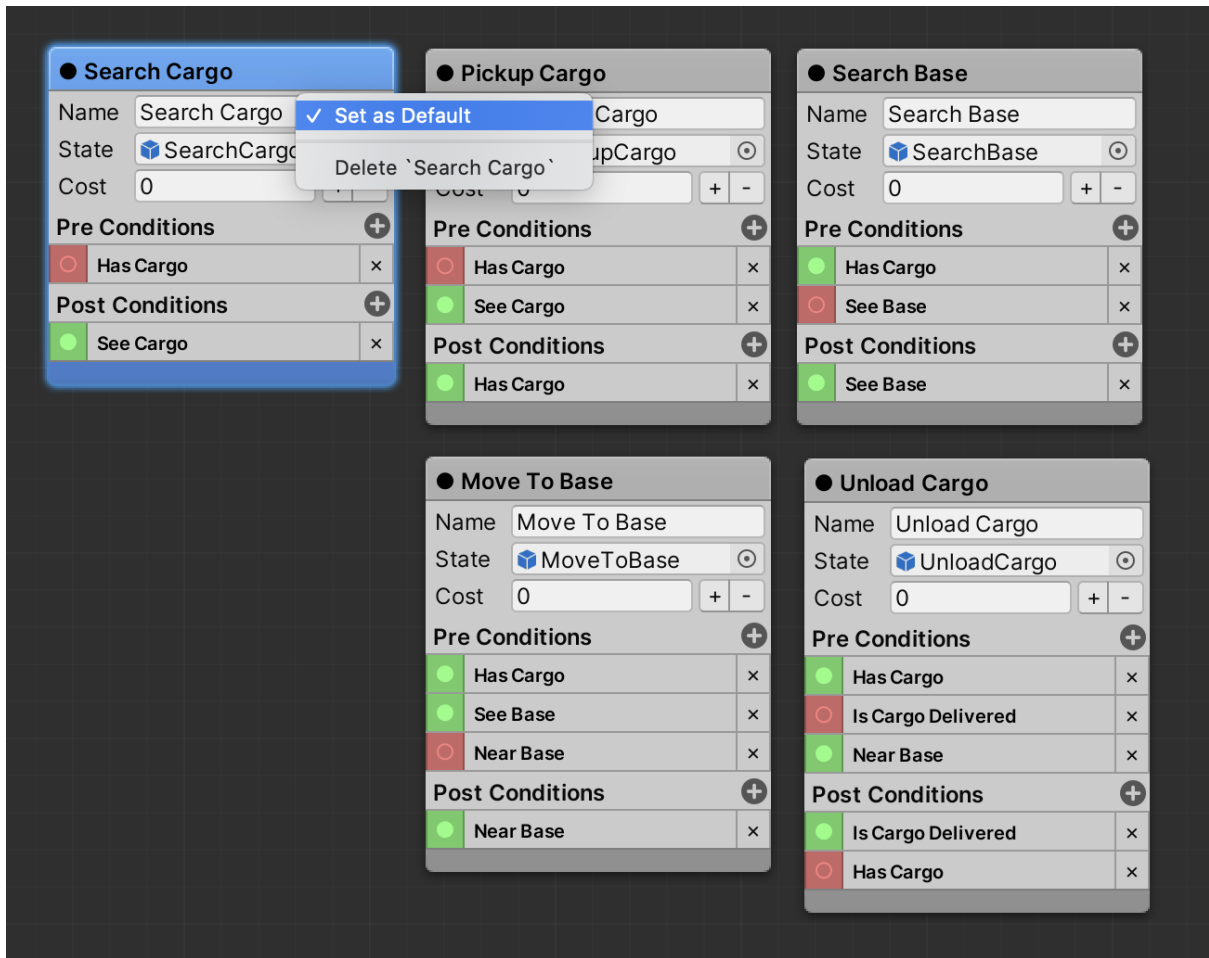 Search Cargo
Name Search Cargo
State SearchCargo
Cost 0
Pre Conditions
Has Cargo
Post Conditions
See Cargo
✓ Set as Default
Delete `Search Cargo`
Pickup Cargo
Cargo
upCargo
Cost 0 + -
Pre Conditions
Has Cargo ×
See Cargo ×
Post Conditions
Has Cargo ×
Search Base
Name Search Base
State SearchBase
Cost 0 + -
Pre Conditions
Has Cargo ×
See Base ×
Post Conditions
See Base ×
Move To Base
Name Move To Base
State MoveToBase
Cost 0 + -
Pre Conditions
Has Cargo ×
See Base ×
Near Base ×
Post Conditions
Near Base ×
Unload Cargo
Name Unload Cargo
State UnloadCargo
Cost 0 + -
Pre Conditions
Has Cargo ×
Is Cargo Delivered ×
Near Base ×
Post Conditions
Is Cargo Delivered ×
Has Cargo ×